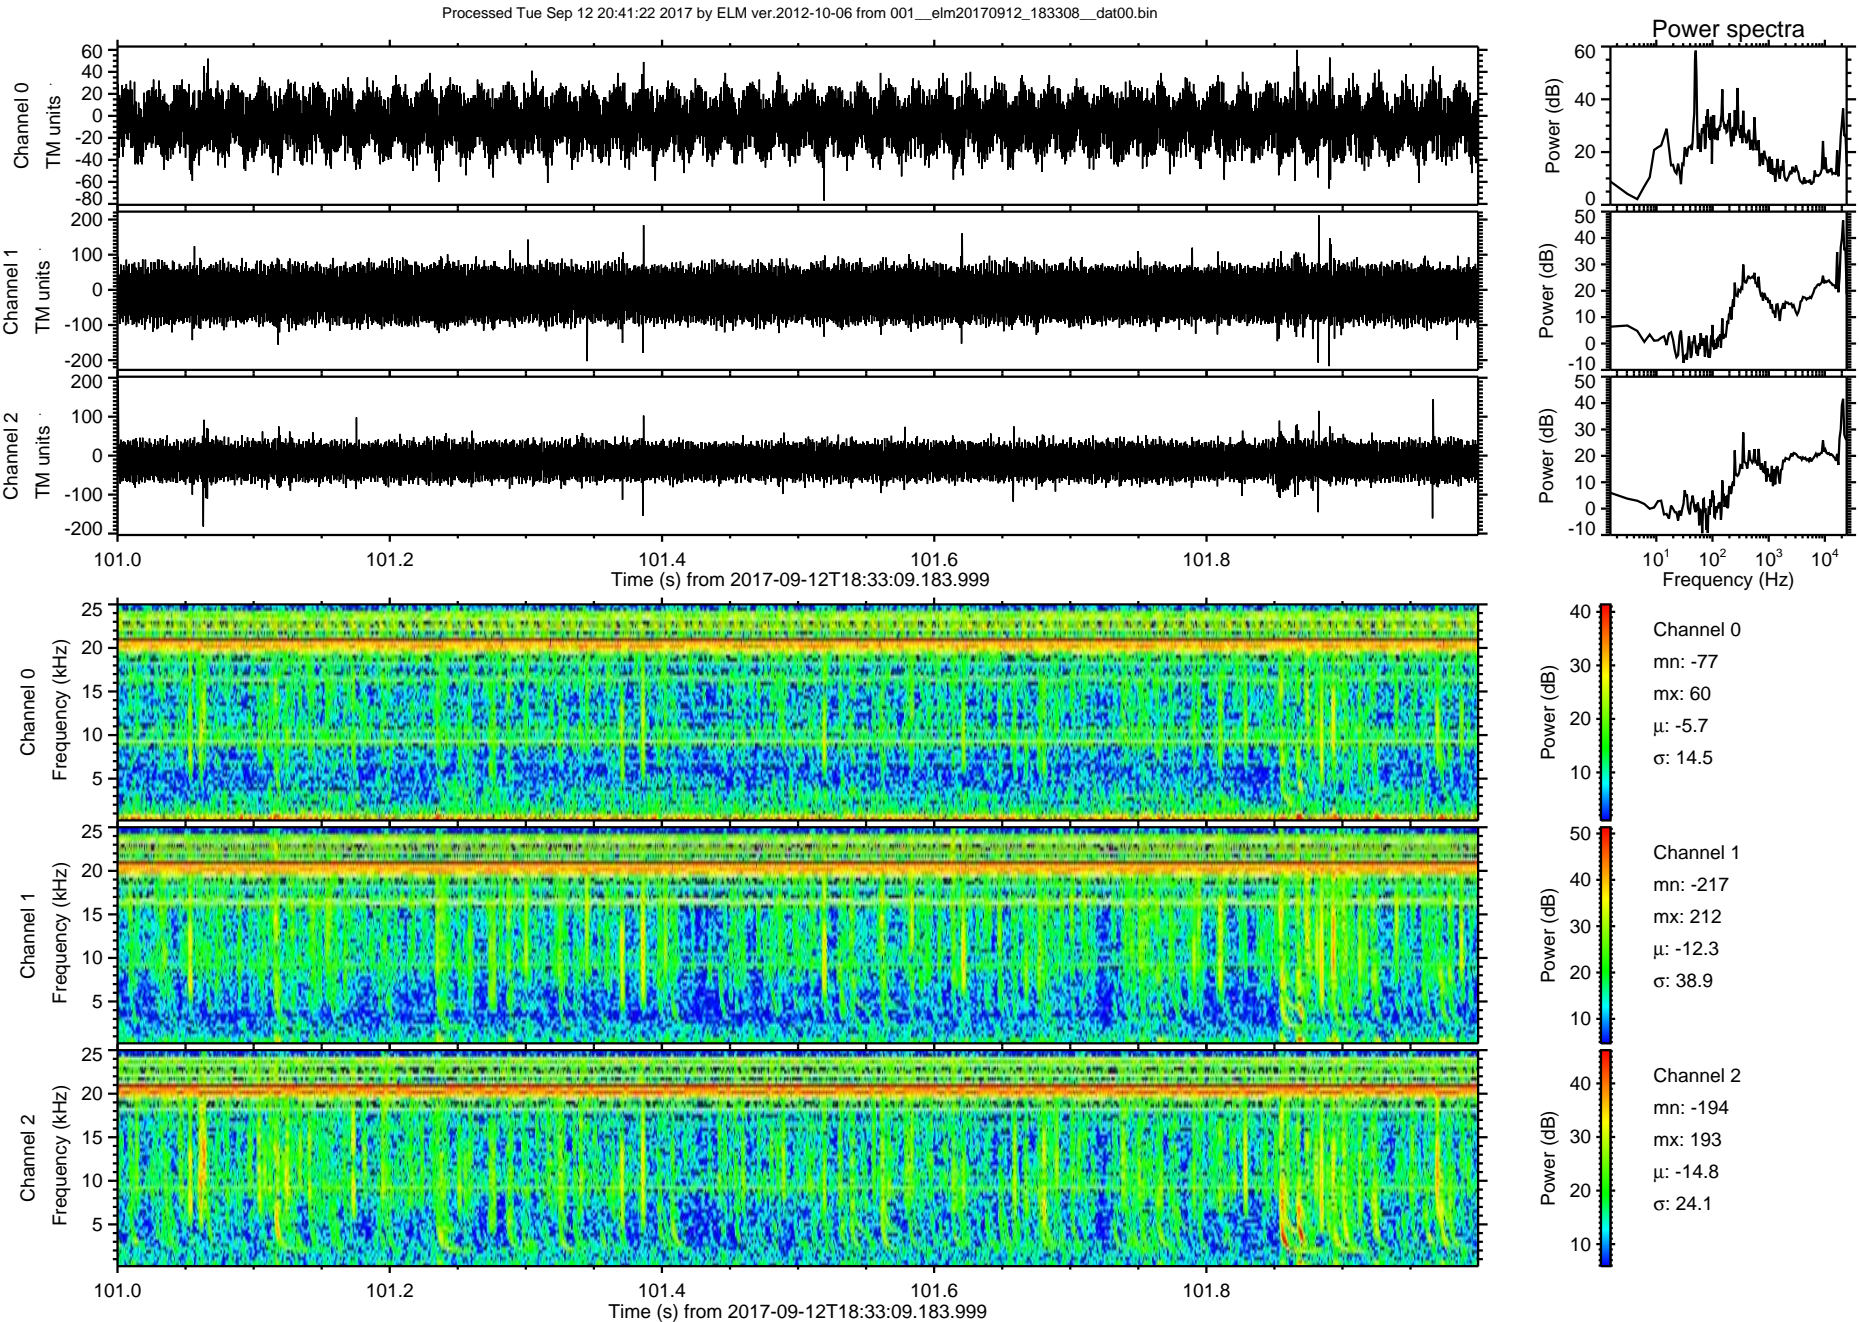 Processed Tue Sep 12 20:41:22 2017 by ELM ver.2012-10-06 from 001__elm20170912_183308__dat00.bin
Power spectra
Channel 0
TM units
60
40
20
0
-20
-40
-60
-80
Power (dB)
60
40
20
0
Channel 1
TM units
200
100
0
-100
-200
Power (dB)
50
40
30
20
10
0
-10
Channel 2
TM units
200
100
0
-100
-200
Power (dB)
50
40
30
20
10
0
-10
101.0 101.2 101.4 101.6 101.8
Time (s) from 2017-09-12T18:33:09.183.999
10¹ 10² 10³ 10⁴
Frequency (Hz)
Channel 0
Frequency (kHz)
25
20
15
10
5
Power (dB)
40
30
20
10
Channel 0
mn: -77
mx: 60
μ: -5.7
σ: 14.5
Channel 1
Frequency (kHz)
25
20
15
10
5
Power (dB)
50
40
30
20
10
Channel 1
mn: -217
mx: 212
μ: -12.3
σ: 38.9
Channel 2
Frequency (kHz)
25
20
15
10
5
Power (dB)
40
30
20
10
Channel 2
mn: -194
mx: 193
μ: -14.8
σ: 24.1
101.0 101.2 101.4 101.6 101.8
Time (s) from 2017-09-12T18:33:09.183.999